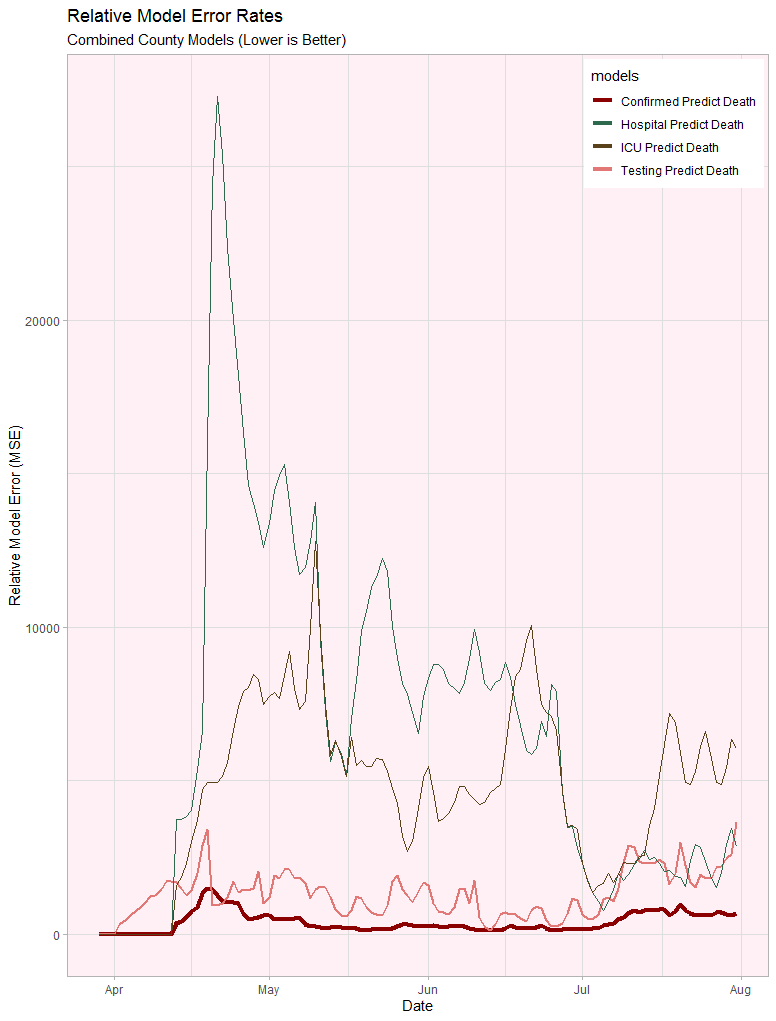 Relative Model Error Rates
Combined County Models (Lower is Better)
models
Confirmed Predict Death
Hospital Predict Death
ICU Predict Death
Testing Predict Death
Relative Model Error (MSE)
20000
10000
0
Apr
May
Jun
Jul
Aug
Date